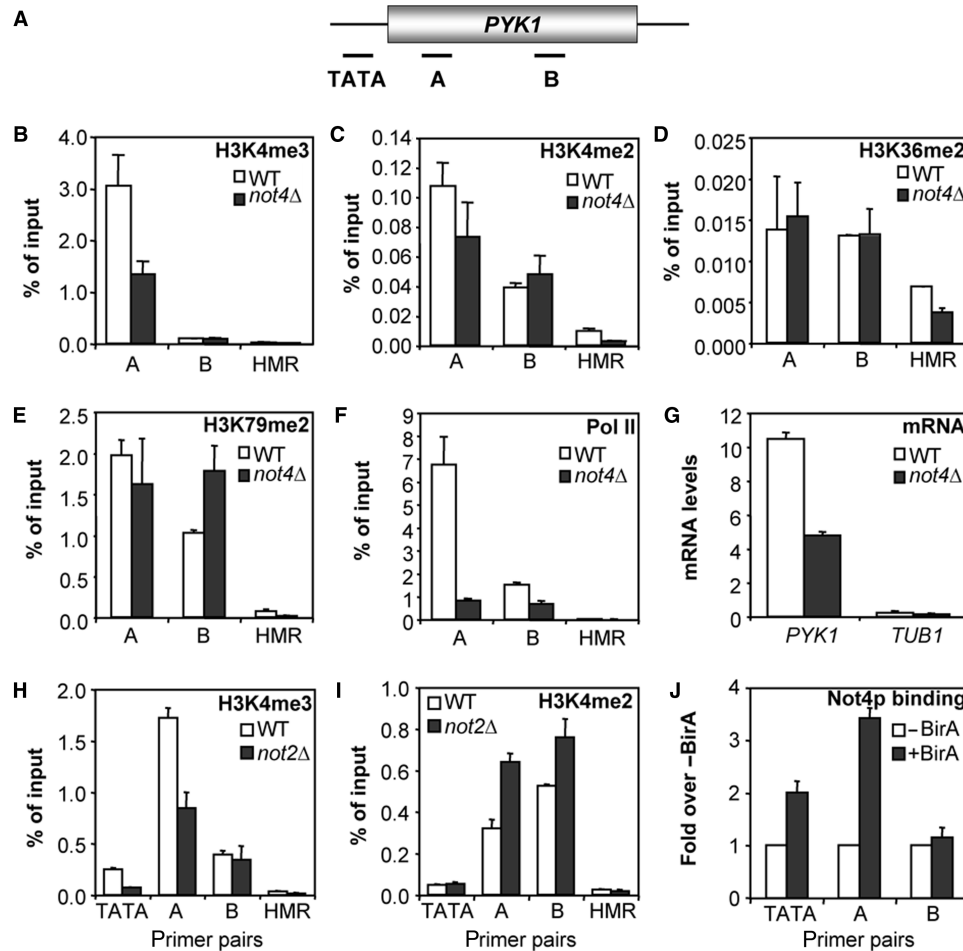 A
PYK1
TATA A B
B
H3K4me3
WT
not4Δ
% of input
4.0
3.0
2.0
1.0
0.0
A B HMR
C
H3K4me2
WT
not4Δ
% of input
0.14
0.12
0.10
0.08
0.06
0.04
0.02
0.00
A B HMR
D
H3K36me2
WT
not4Δ
% of input
0.025
0.020
0.015
0.010
0.005
0.000
A B HMR
E
H3K79me2
WT
not4Δ
% of input
2.5
2.0
1.5
1.0
0.5
0.0
A B HMR
F
Pol II
WT
not4Δ
% of input
9
8
7
6
5
4
3
2
1
0
A B HMR
G
mRNA
WT
not4Δ
mRNA levels
12
10
8
6
4
2
0
PYK1 TUB1
H
H3K4me3
WT
not2Δ
% of input
2.0
1.5
1.0
0.5
0.0
TATA A B HMR
Primer pairs
I
H3K4me2
WT
not2Δ
% of input
1.0
0.8
0.6
0.4
0.2
0.0
TATA A B HMR
Primer pairs
J
Not4p binding
–BirA
+BirA
Fold over –BirA
4
3
2
1
0
TATA A B
Primer pairs